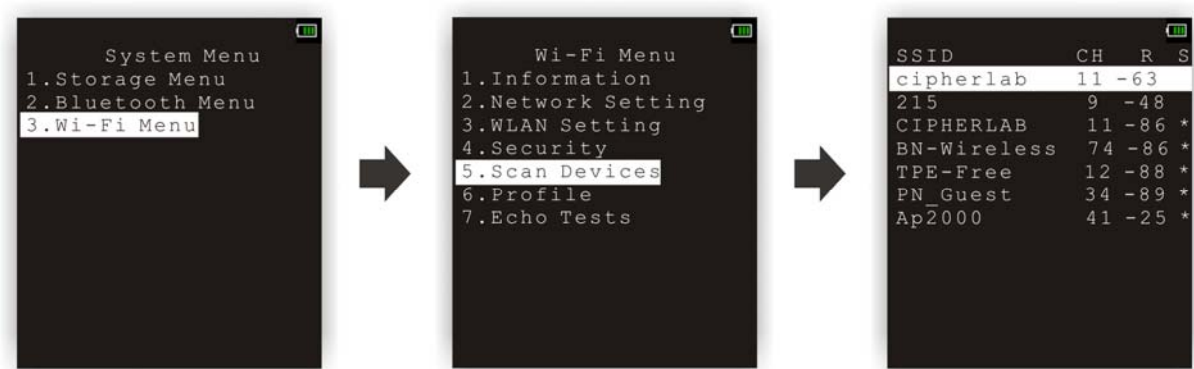 System Menu
1.Storage Menu
2.Bluetooth Menu
3.Wi-Fi Menu
Wi-Fi Menu
1.Information
2.Network Setting
3.WLAN Setting
4.Security
5.Scan Devices
6.Profile
7.Echo Tests
SSID CH R S
cipherlab 11 -63
215 9 -48
CIPHERLAB 11 -86 *
BN-Wireless 74 -86 *
TPE-Free 12 -88 *
PN_Guest 34 -89 *
Ap2000 41 -25 *